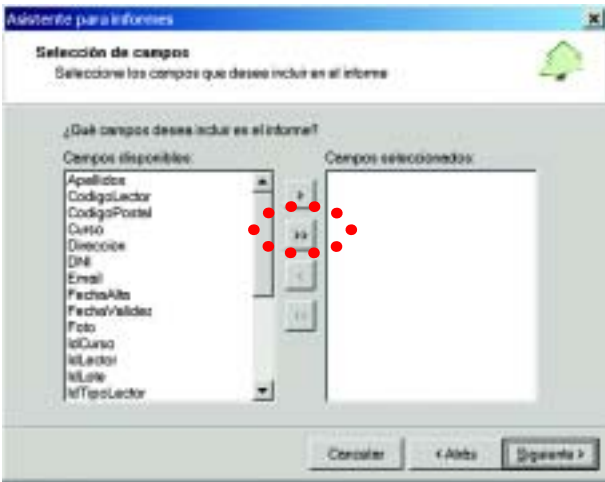 Asistente para informes
Selección de campos
Seleccione los campos que desee incluir en el informe
¿Qué campos desea incluir en el informe?
Campos disponibles:
Campos seleccionados:
Apellidos
CodigoLector
CodigoPostal
Curso
Direccion
DNI
Email
FechaAlta
FechaValidez
Foto
IdCurso
IdLector
IdLote
IdTipoLector
>
>>
<
<<
Cancelar
< Atrás
Siguiente >